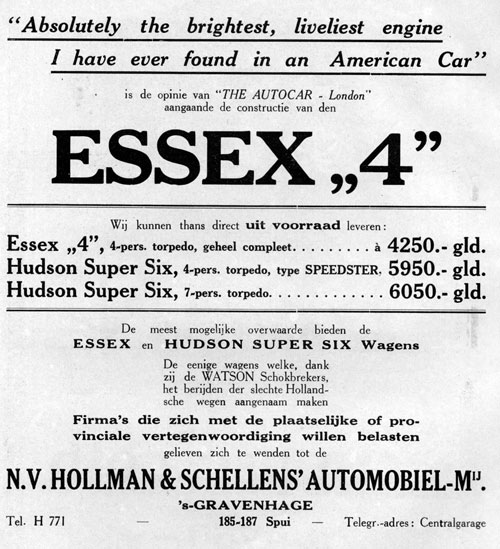 “Absolutely the brightest, liveliest engine
I have ever found in an American Car”
is de opinie van “THE AUTOCAR - London”
aangaande de constructie van den
ESSEX „4”
Wij kunnen thans direct uit voorraad leveren:
Essex „4”, 4-pers. torpedo, geheel compleet. . . . . . . . . à 4250.- gld.
Hudson Super Six, 4-pers. torpedo, type SPEEDSTER, 5950.- gld.
Hudson Super Six, 7-pers. torpedo. . . . . . . . . . . . 6050.- gld.
De meest mogelijke overwaarde bieden de
ESSEX en HUDSON SUPER SIX Wagens
De eenige wagens welke, dank
zij de WATSON Schokbrekers,
het berijden der slechte Holland-
sche wegen aangenaam maken
Firma's die zich met de plaatselijke of pro-
vinciale vertegenwoordiging willen belasten
gelieven zich te wenden tot de
N.V. HOLLMAN & SCHELLENS' AUTOMOBIEL-MIJ.
's-GRAVENHAGE
Tel. H 771 — 185-187 Spui — Telegr.-adres: Centralgarage